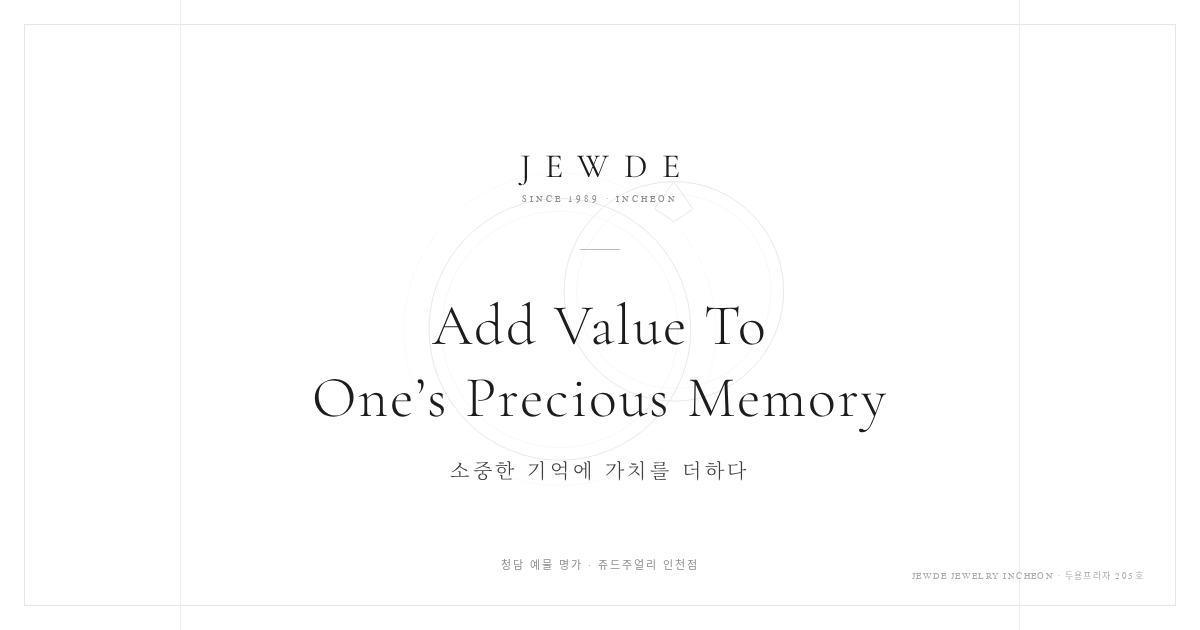 JEWDE
SINCE 1989 · INCHEON
Add Value To
One’s Precious Memory
소중한 기억에 가치를 더하다
청담 예물 명가 · 쥬드주얼리 인천점
JEWDE JEWELRY INCHEON · 두용프라자 205호